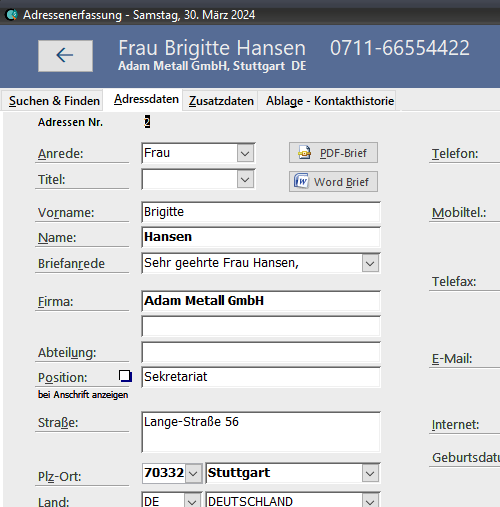 Adressenerfassung - Samstag, 30. März 2024
Frau Brigitte Hansen 0711-66554422
Adam Metall GmbH, Stuttgart DE
Suchen & Finden Adressdaten Zusatzdaten Ablage - Kontakthistorie
Adressen Nr. 2
Anrede: Frau PDF-Brief Telefon:
Titel: Word Brief
Vorname: Brigitte Mobiltel.:
Name: Hansen
Briefanrede Sehr geehrte Frau Hansen,
Telefax:
Firma: Adam Metall GmbH
Abteilung: E-Mail:
Position: Sekretariat
bei Anschrift anzeigen
Straße: Lange-Straße 56 Internet:
Geburtsdatu
Plz-Ort: 70332 Stuttgart
Land: DE DEUTSCHLAND